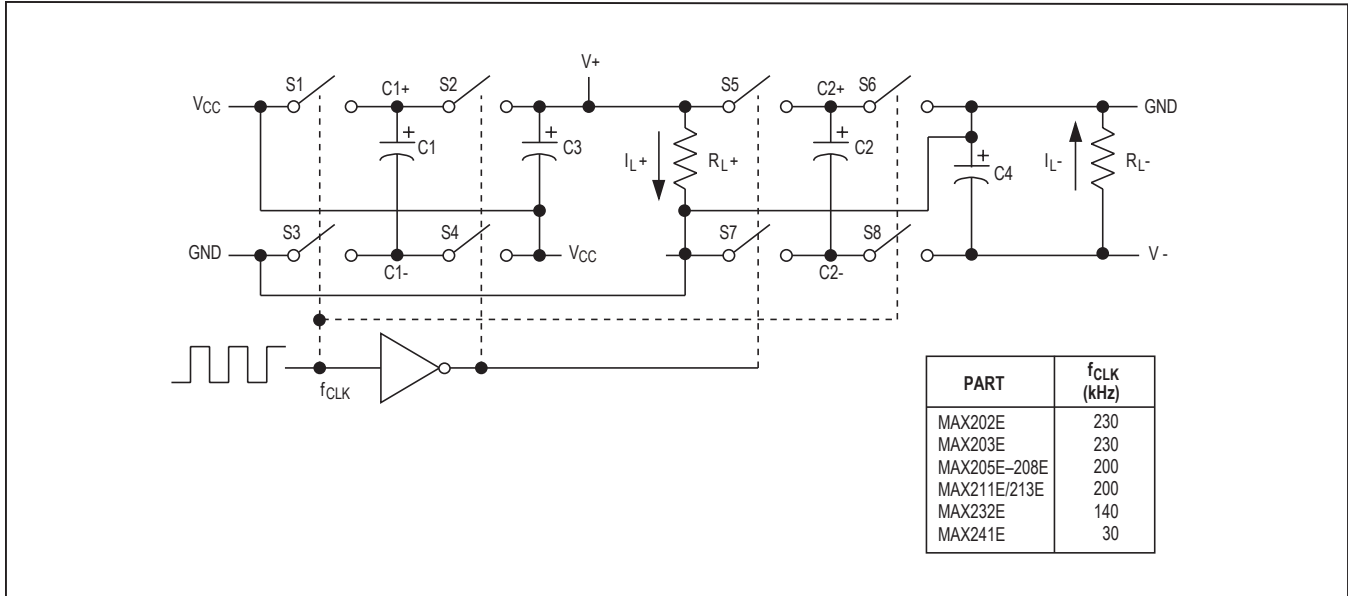 V+
S1 C1+ S2 S5 C2+ S6
VCC GND
+ C1 + C3 + C2 + C4
IL+ RL+ IL- RL-
S3 S4 S7 S8
GND C1- VCC C2- V -
fCLK
PART fCLK (kHz)
MAX202E 230
MAX203E 230
MAX205E–208E 200
MAX211E/213E 200
MAX232E 140
MAX241E 30